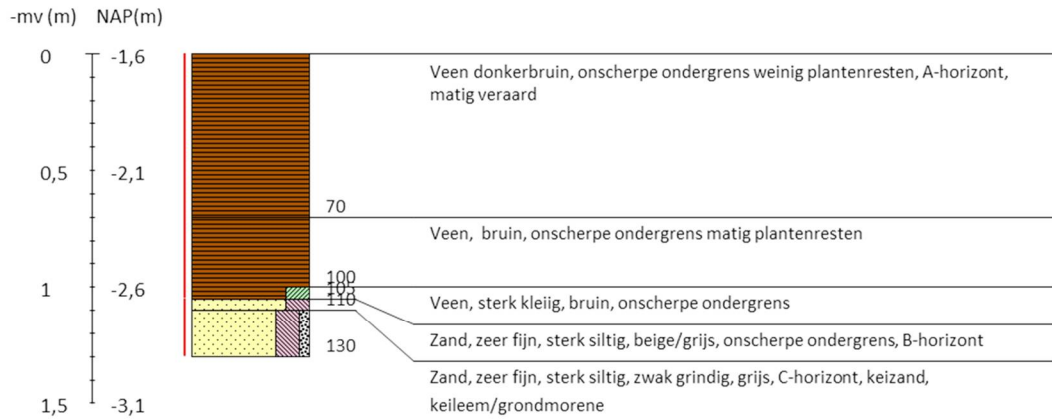 -mv (m) NAP(m)
0 -1,6
Veen donkerbruin, onscherpe ondergrens weinig plantenresten, A-horizont,
matig veraard
0,5 -2,1
70
Veen, bruin, onscherpe ondergrens matig plantenresten
100
1 -2,6
105
110
Veen, sterk kleiig, bruin, onscherpe ondergrens
Zand, zeer fijn, sterk siltig, beige/grijs, onscherpe ondergrens, B-horizont
130
Zand, zeer fijn, sterk siltig, zwak grindig, grijs, C-horizont, keizand,
keileem/grondmorene
1,5 -3,1